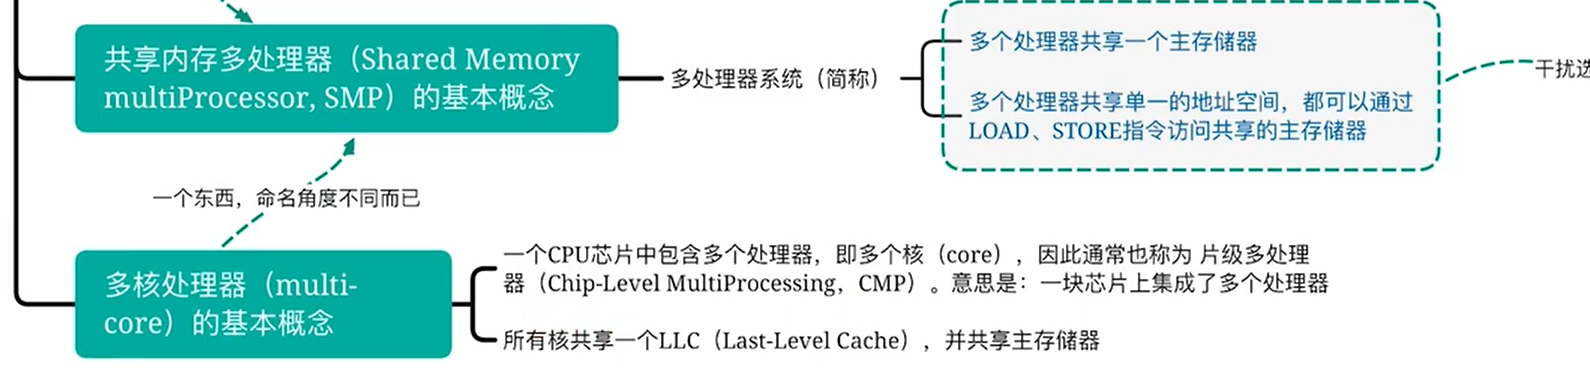 共享内存多处理器（Shared Memory
multiProcessor, SMP）的基本概念
多处理器系统（简称）
多个处理器共享一个主存储器
多个处理器共享单一的地址空间，都可以通过
LOAD、STORE指令访问共享的主存储器
干扰选
一个东西，命名角度不同而已
多核处理器（multi-
core）的基本概念
一个CPU芯片中包含多个处理器，即多个核（core），因此通常也称为 片级多处理
器（Chip-Level MultiProcessing，CMP）。意思是：一块芯片上集成了多个处理器
所有核共享一个LLC（Last-Level Cache），并共享主存储器